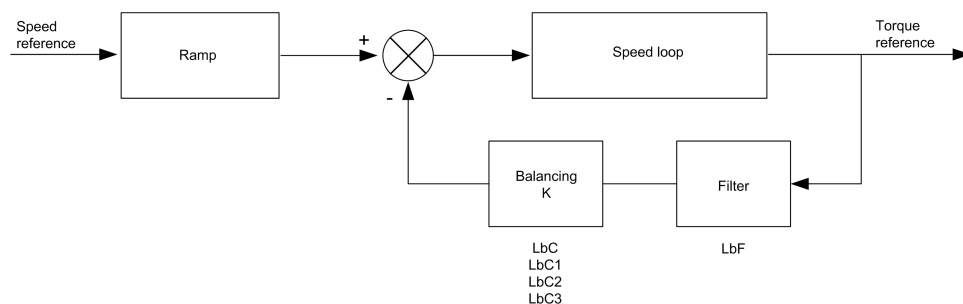 Speed
reference
Ramp
+
-
Speed loop
Torque
reference
Balancing
K
Filter
LbC
LbC1
LbC2
LbC3
LbF